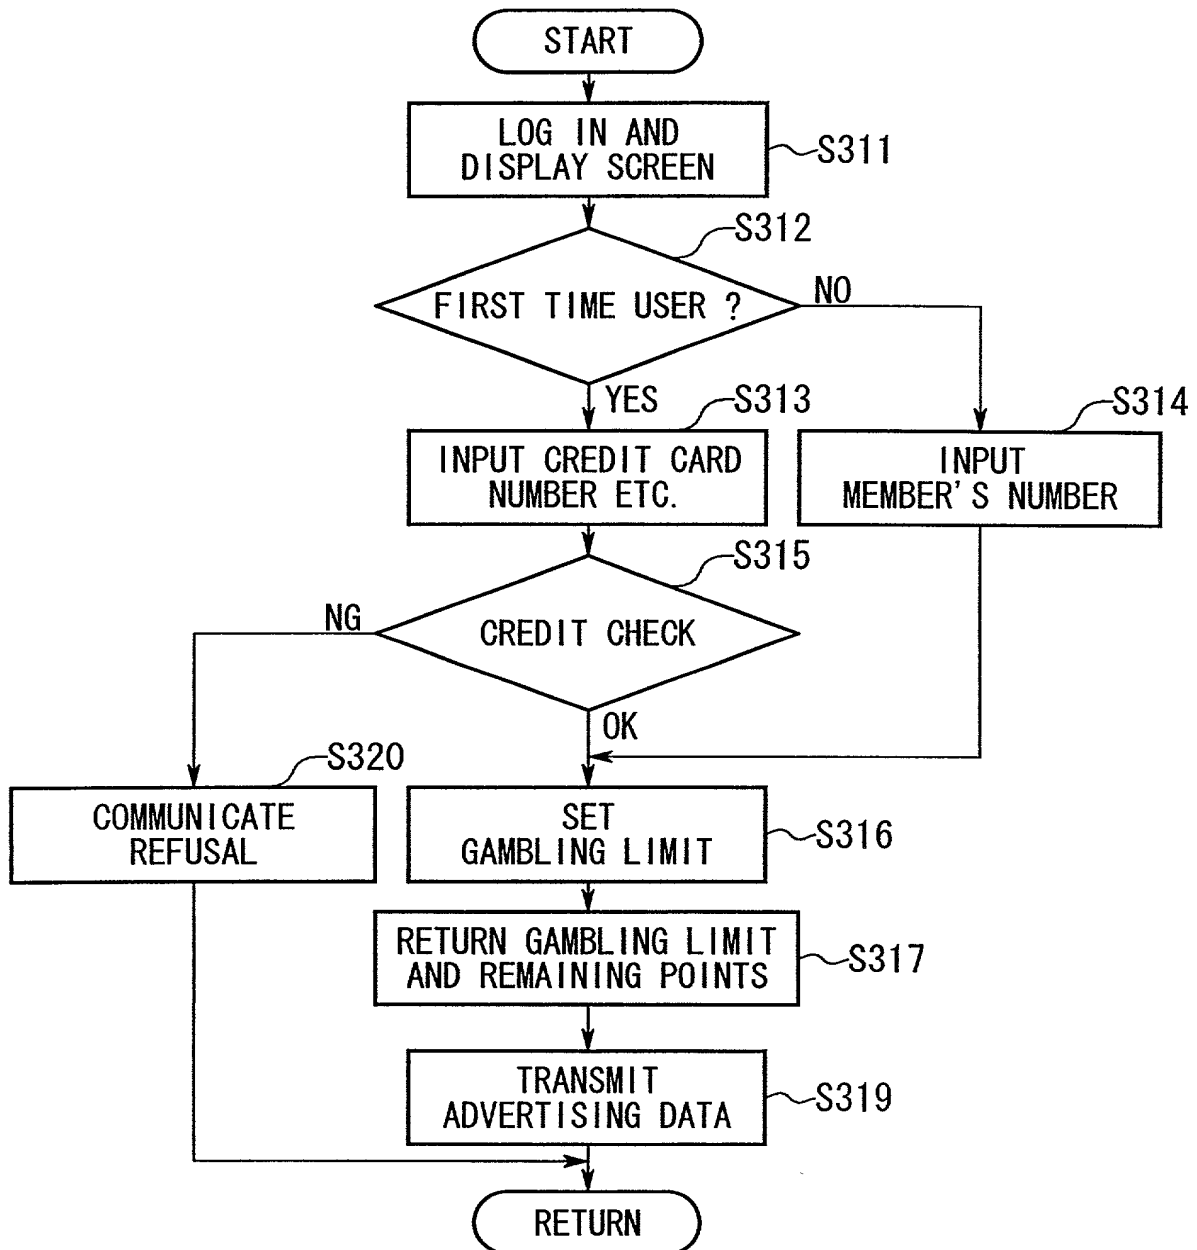 START
LOG IN AND
DISPLAY SCREEN
S311
S312
FIRST TIME USER ?
NO
YES
S313
S314
INPUT CREDIT CARD
NUMBER ETC.
INPUT
MEMBER'S NUMBER
S315
NG
CREDIT CHECK
OK
S320
COMMUNICATE
REFUSAL
SET
GAMBLING LIMIT
S316
RETURN GAMBLING LIMIT
AND REMAINING POINTS
S317
TRANSMIT
ADVERTISING DATA
S319
RETURN